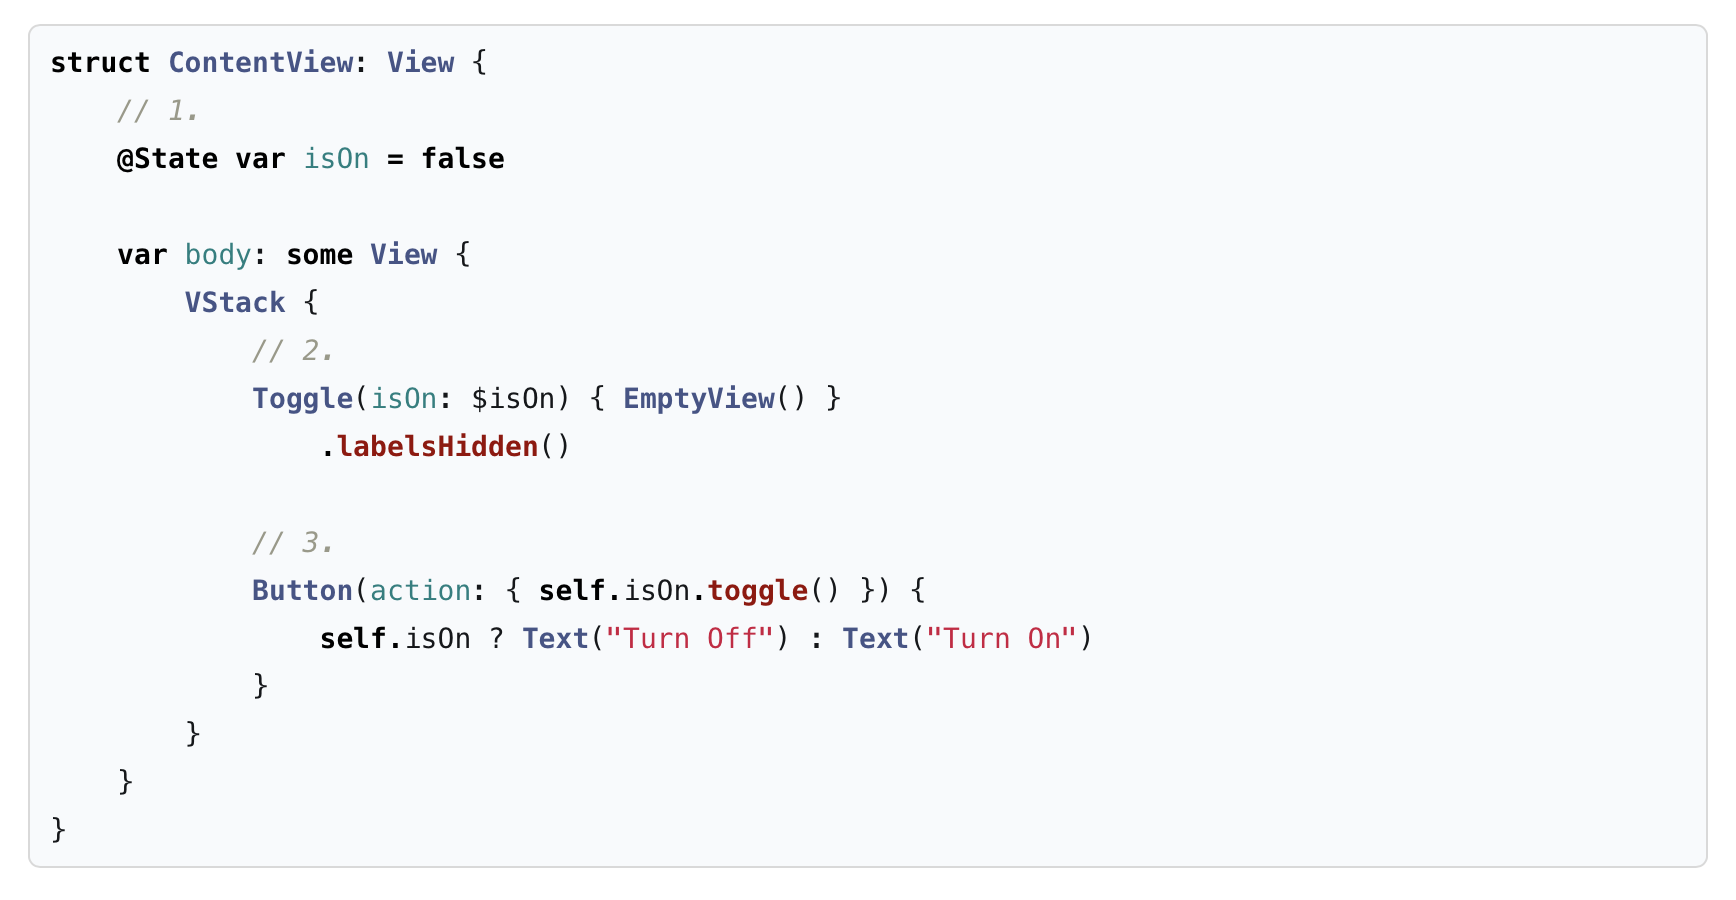 struct ContentView: View {
    // 1.
    @State var isOn = false

    var body: some View {
        VStack {
            // 2.
            Toggle(isOn: $isOn) { EmptyView() }
                .labelsHidden()

            // 3.
            Button(action: { self.isOn.toggle() }) {
                self.isOn ? Text("Turn Off") : Text("Turn On")
            }
        }
    }
}